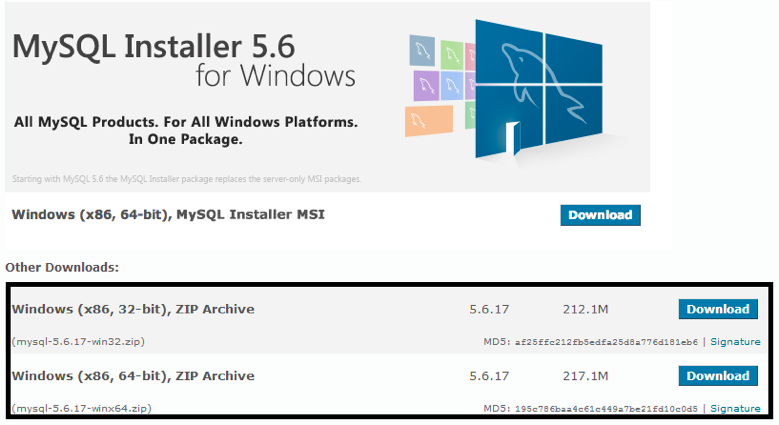 MySQL Installer 5.6
for Windows
All MySQL Products. For All Windows Platforms.
In One Package.
Starting with MySQL 5.6 the MySQL Installer package replaces the server-only MSI packages.
Windows (x86, 64-bit), MySQL Installer MSI Download
Other Downloads:
Windows (x86, 32-bit), ZIP Archive 5.6.17 212.1M Download
(mysql-5.6.17-win32.zip) MD5: af25ffc212fb5edfa25d8a776d181eb6 | Signature
Windows (x86, 64-bit), ZIP Archive 5.6.17 217.1M Download
(mysql-5.6.17-winx64.zip) MD5: 195c786baa4c61c449a7be21fd10c0d5 | Signature